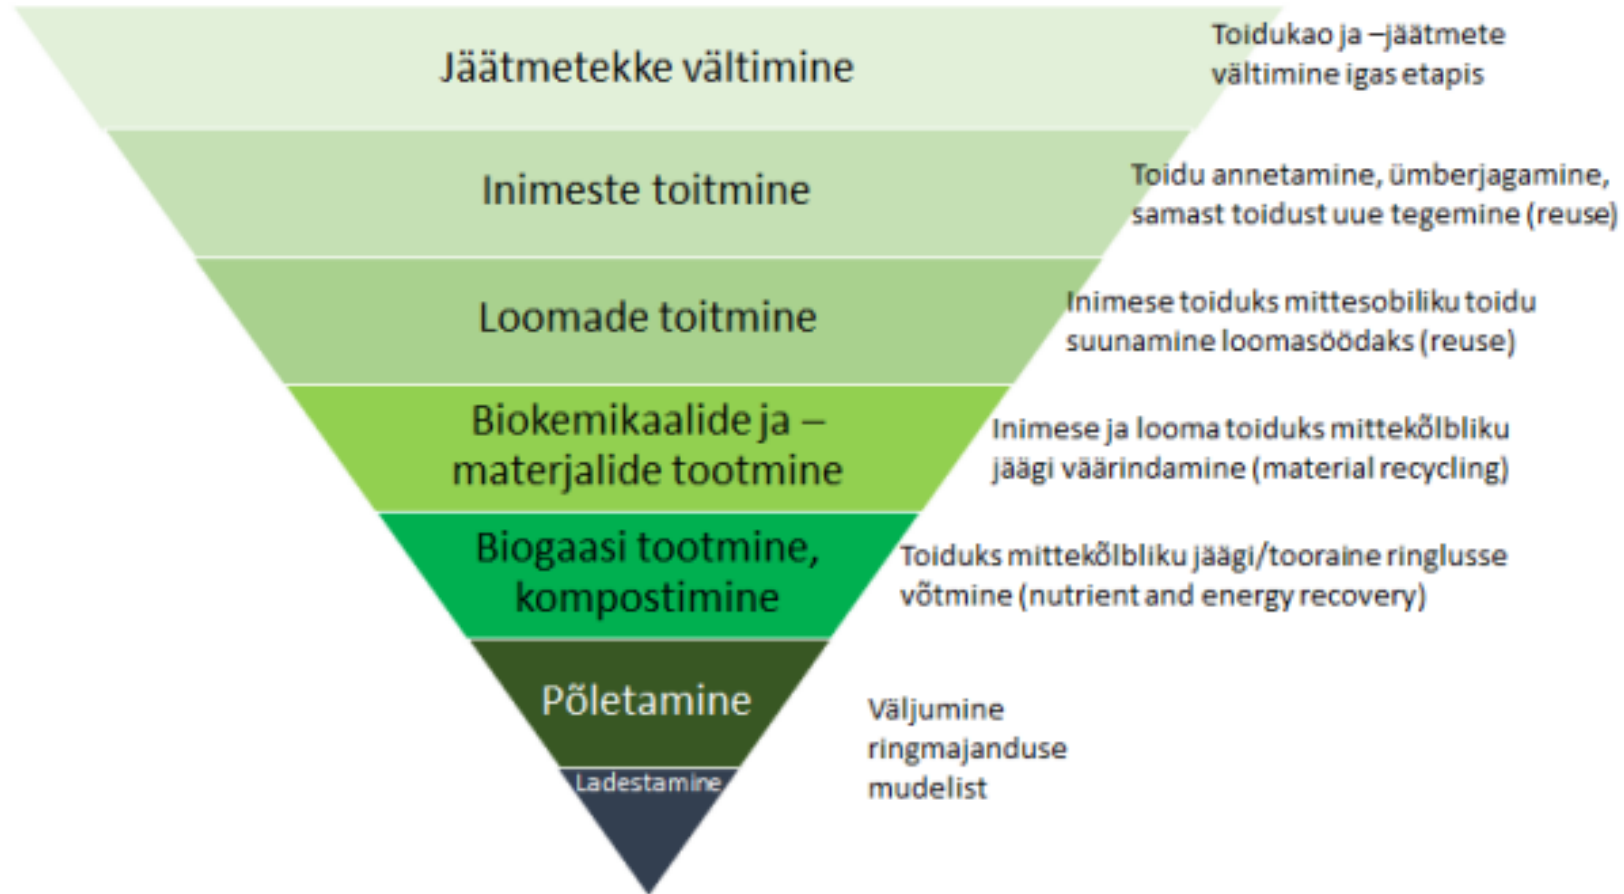 Jäätmetekke vältimine
Toidukao ja –jäätmete
vältimine igas etapis
Inimeste toitmine
Toidu annetamine, ümberjagamine,
samast toidust uue tegemine (reuse)
Loomade toitmine
Inimese toiduks mittesobiliku toidu
suunamine loomasöödaks (reuse)
Biokemikaalide ja –
materjalide tootmine
Inimese ja looma toiduks mittekõlbliku
jäägi väärindamine (material recycling)
Biogaasi tootmine,
kompostimine
Toiduks mittekõlbliku jäägi/tooraine ringlusse
võtmine (nutrient and energy recovery)
Põletamine
Väljumine
ringmajanduse
mudelist
Ladestamine